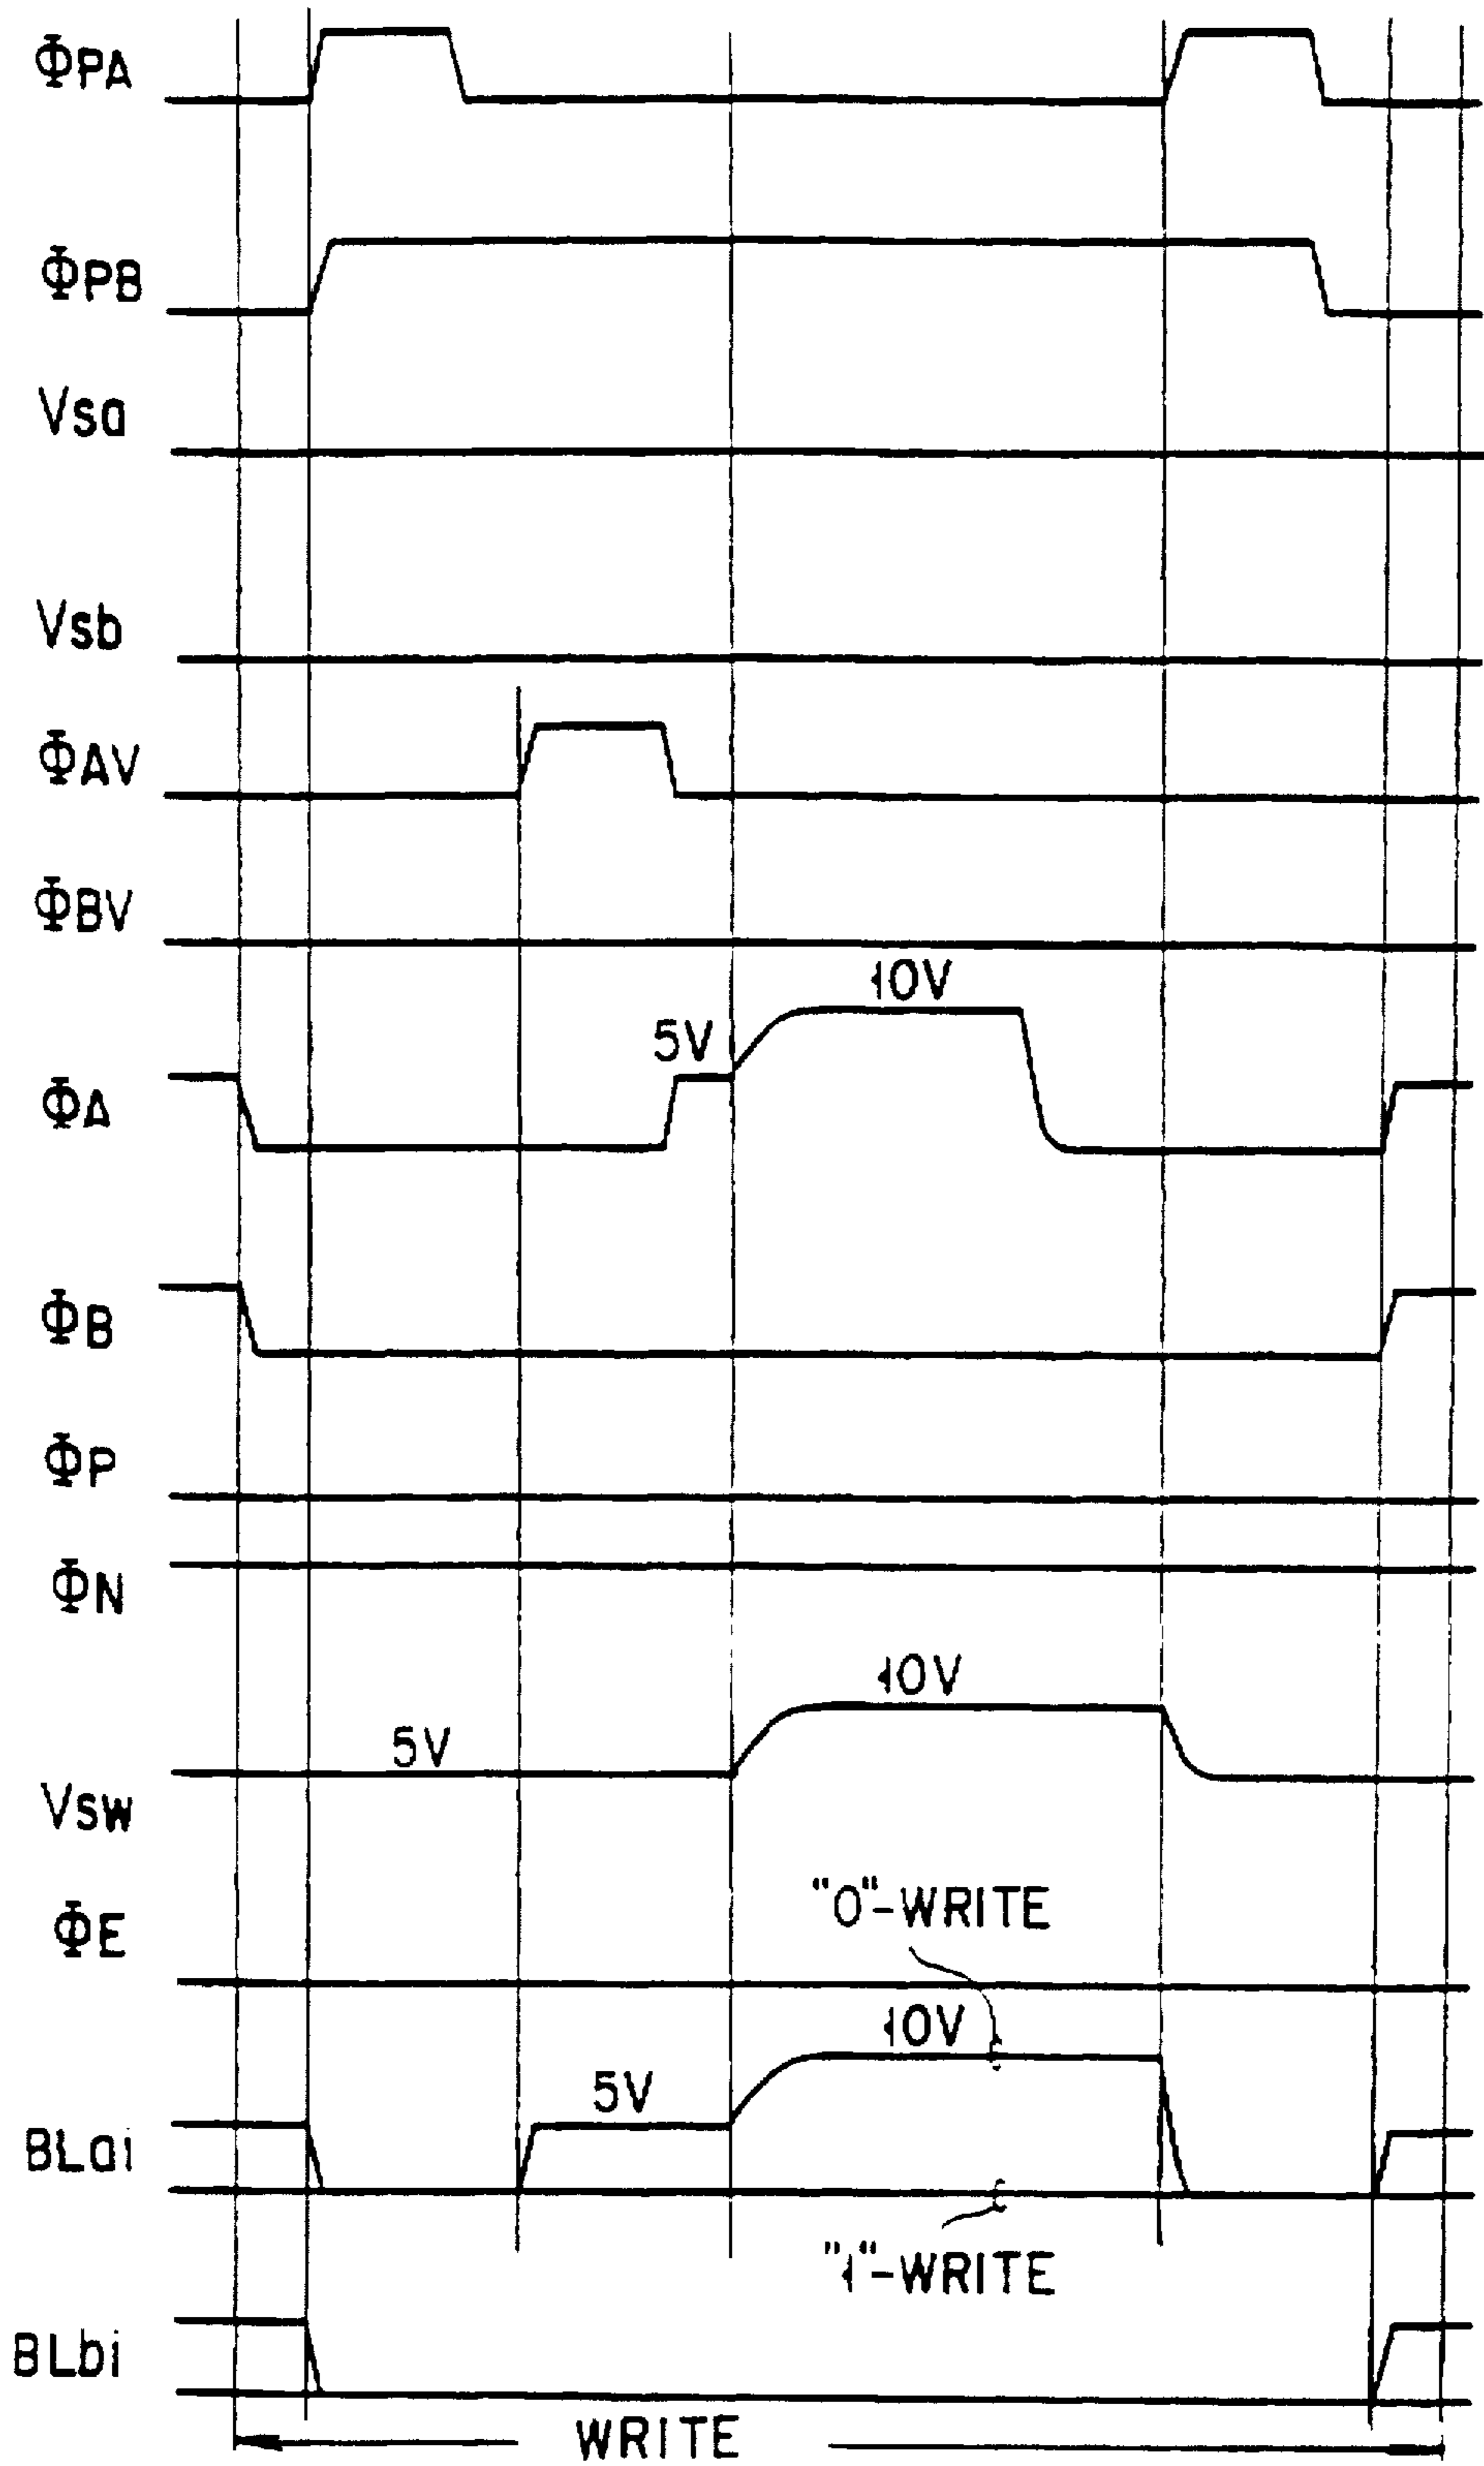 ΦPA
ΦPB
Vsa
Vsb
ΦAV
ΦBV
10V
5V
ΦA
ΦB
ΦP
ΦN
10V
5V
Vsw
"0"-WRITE
ΦE
10V
5V
BLai
"1"-WRITE
BLbi
WRITE